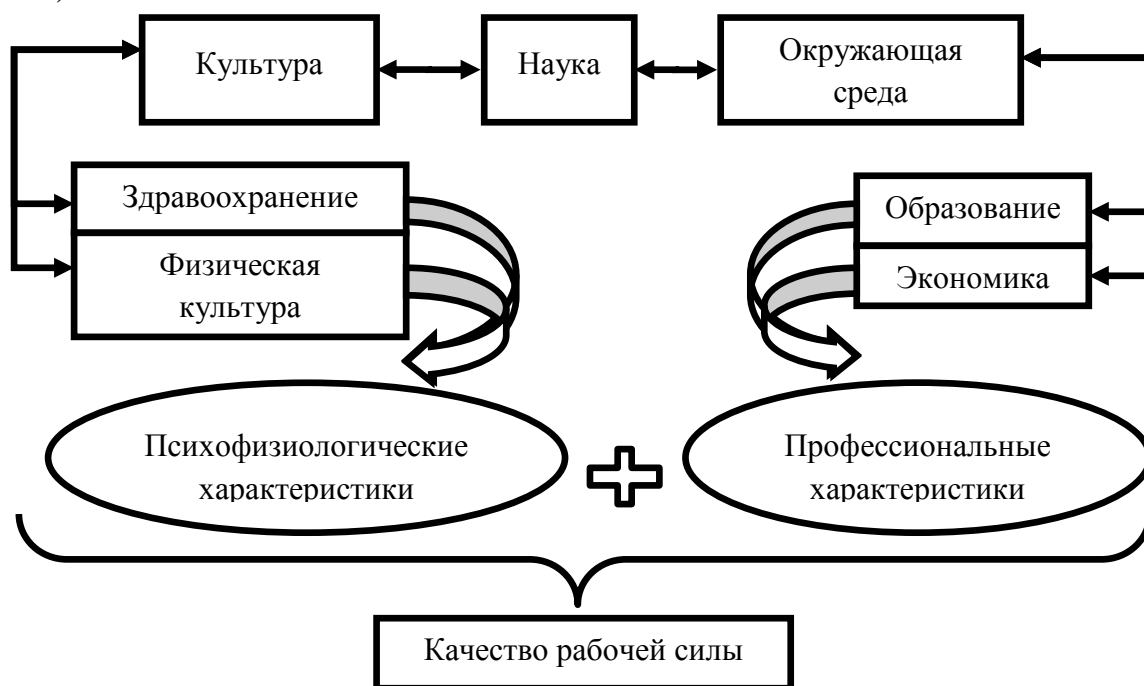 Культура
Наука
Окружающая
среда
Здравоохранение
Физическая
культура
Образование
Экономика
Психофизиологические
характеристики
Профессиональные
характеристики
Качество рабочей силы